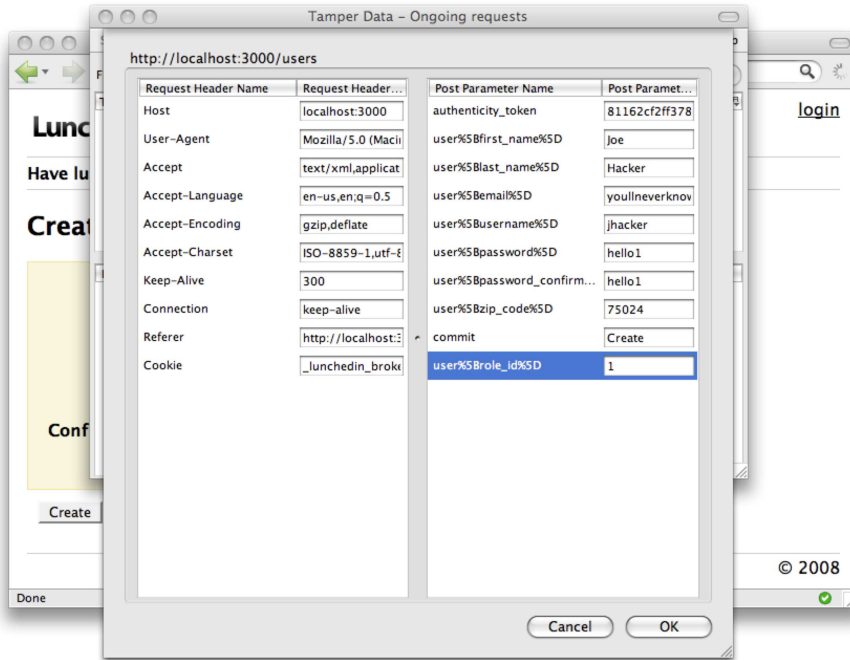 Tamper Data – Ongoing requests
http://localhost:3000/users
Request Header Name Request Header...
Host localhost:3000
User-Agent Mozilla/5.0 (Macin
Accept text/xml,applicat
Accept-Language en-us,en;q=0.5
Accept-Encoding gzip,deflate
Accept-Charset ISO-8859-1,utf-8
Keep-Alive 300
Connection keep-alive
Referer http://localhost:3
Cookie _lunchedin_broke
Post Parameter Name Post Paramet...
authenticity_token 81162cf2ff378
user%5Bfirst_name%5D Joe
user%5Blast_name%5D Hacker
user%5Bemail%5D youllneverknow
user%5Busername%5D jhacker
user%5Bpassword%5D hello1
user%5Bpassword_confirm... hello1
user%5Bzip_code%5D 75024
commit Create
user%5Brole_id%5D 1
Cancel OK
login
Lunc
Have lu
Creat
Conf
Create
© 2008
Done